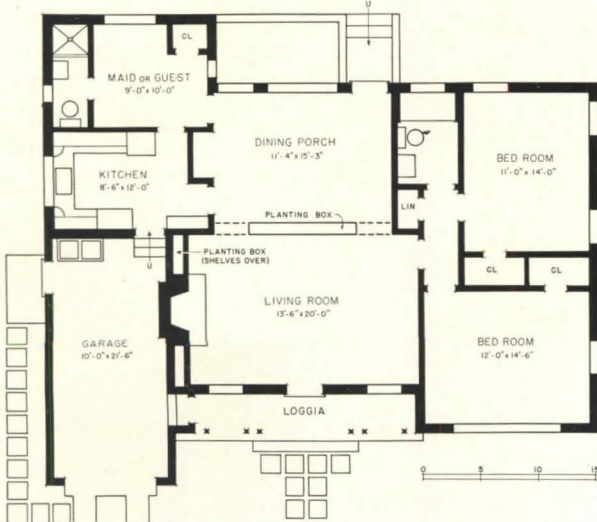 U
CL
MAID OR GUEST
9'-0" x 10'-0"
DINING PORCH
11'-4" x 15'-3"
BED ROOM
11'-0" x 14'-0"
KITCHEN
8'-6" x 12'-0"
LIN
PLANTING BOX
PLANTING BOX
(SHELVES OVER)
U
CL
CL
LIVING ROOM
13'-6" x 20'-0"
GARAGE
10'-0" x 21'-6"
BED ROOM
12'-0" x 14'-6"
LOGGIA
0 5 10 15